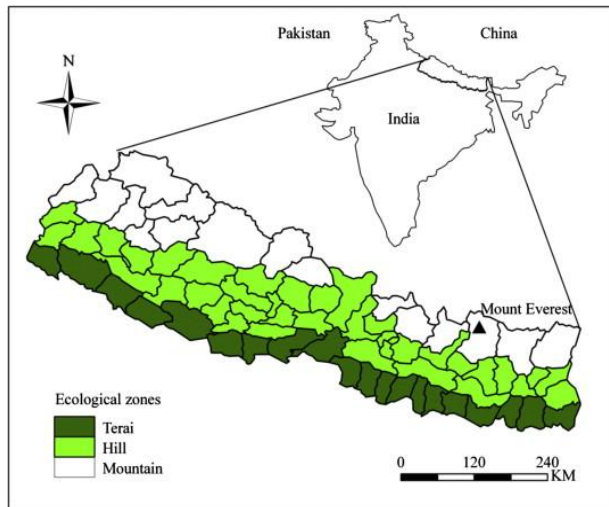 Pakistan
China
N
India
Mount Everest
Ecological zones
Terai
Hill
Mountain
0 120 240
KM